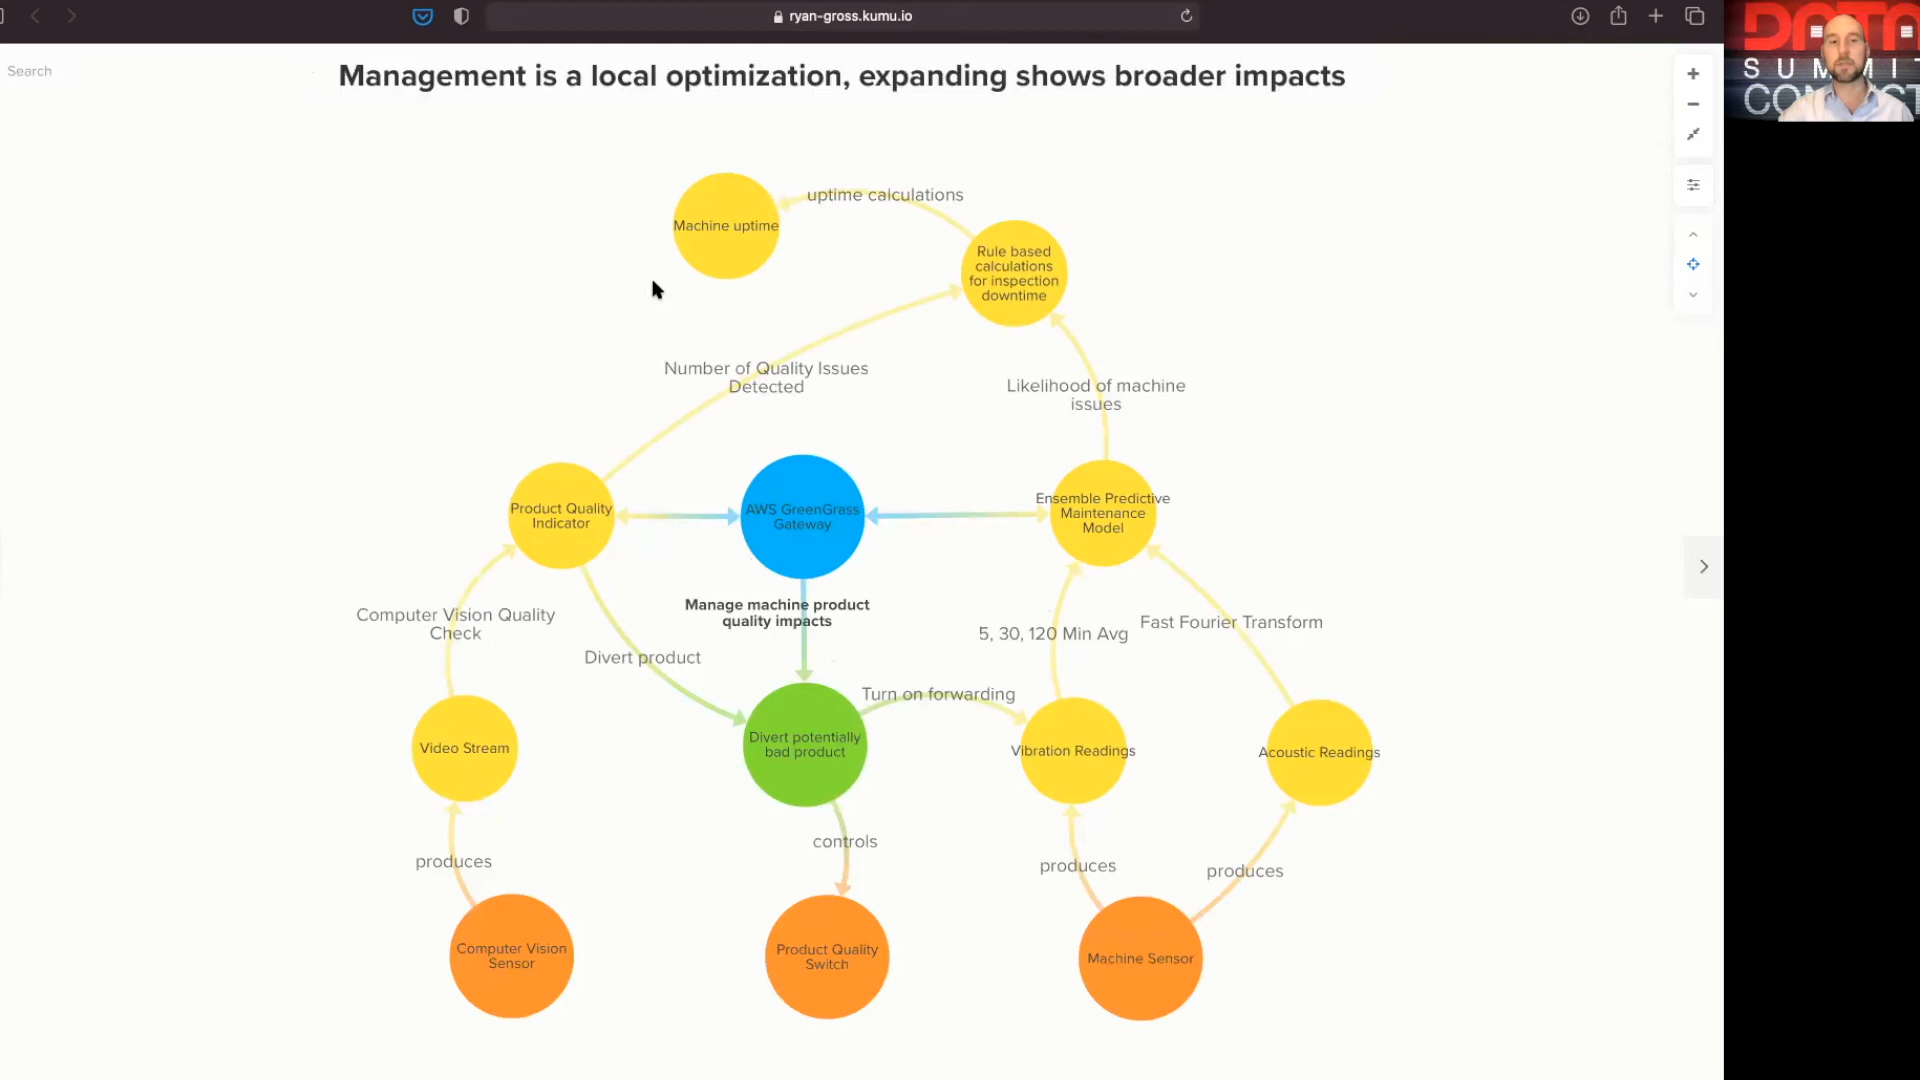 ryan-gross.kumu.io
DATA
SUMMIT
Search
Management is a local optimization, expanding shows broader impacts
uptime calculations
Machine uptime
Rule based
calculations
for inspection
downtime
Number of Quality Issues
Detected
Likelihood of machine
issues
Product Quality
Indicator
AWS GreenGrass
Gateway
Ensemble Predictive
Maintenance
Model
Manage machine product
quality impacts
Computer Vision Quality
Check
Divert product
5, 30, 120 Min Avg
Fast Fourier Transform
Turn on forwarding
Video Stream
Divert potentially
bad product
Vibration Readings
Acoustic Readings
controls
produces
produces
produces
Computer Vision
Sensor
Product Quality
Switch
Machine Sensor